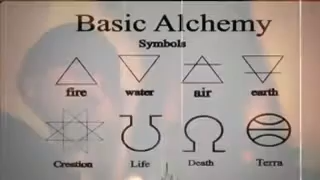 Basic Alchemy
Symbols
fire water air earth
Creation Life Death Terra